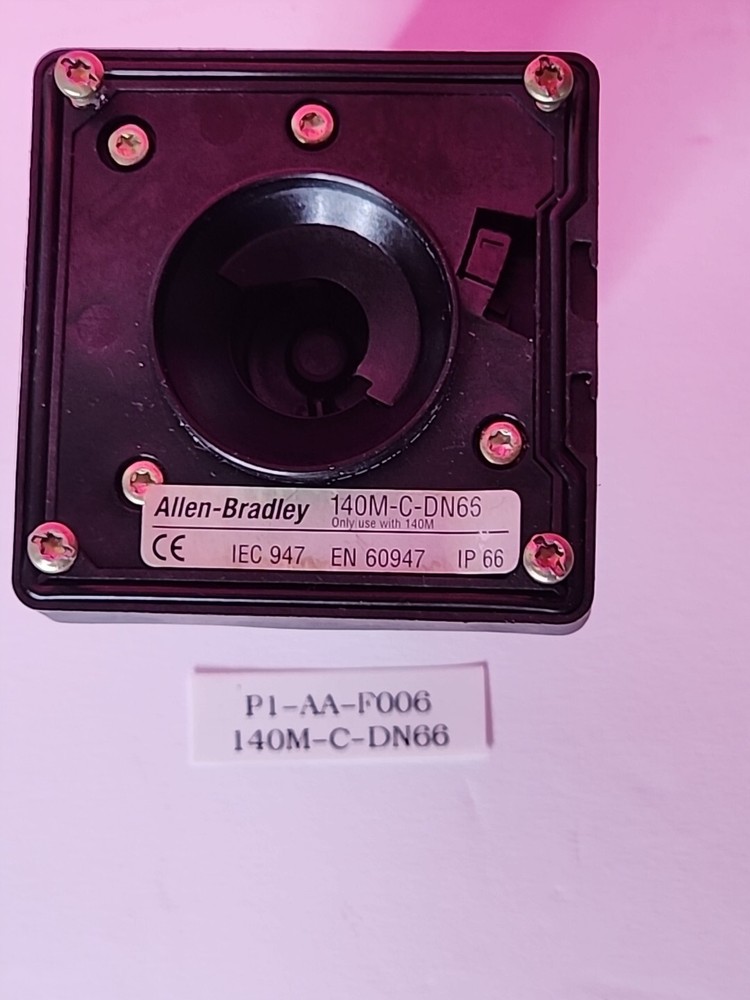 Allen-Bradley 140M-C-DN66
Only use with 140M
CE IEC 947 EN 60947 IP 66
P1-AA-F006
140M-C-DN66